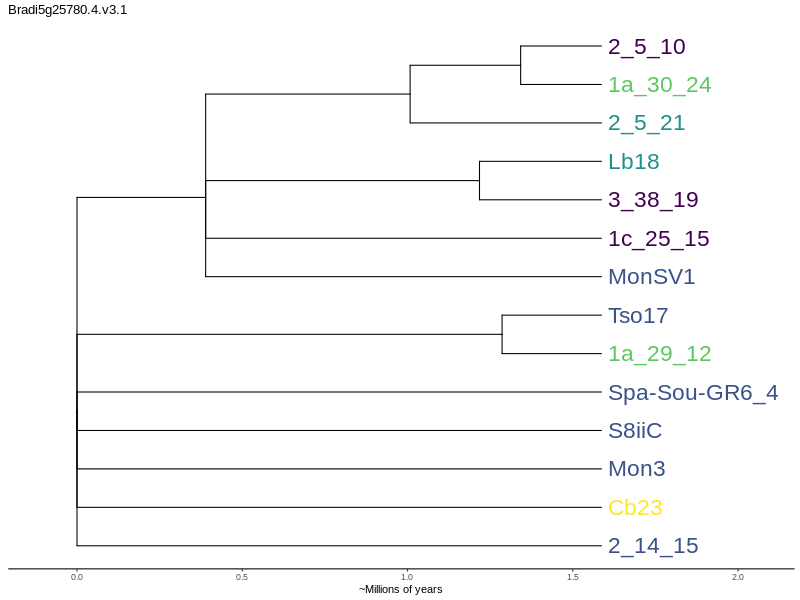 Bradi5g25780.4.v3.1
2_5_10
1a_30_24
2_5_21
Lb18
3_38_19
1c_25_15
MonSV1
Tso17
1a_29_12
Spa-Sou-GR6_4
S8iiC
Mon3
Cb23
2_14_15
0.0 0.5 1.0 1.5 2.0
~Millions of years